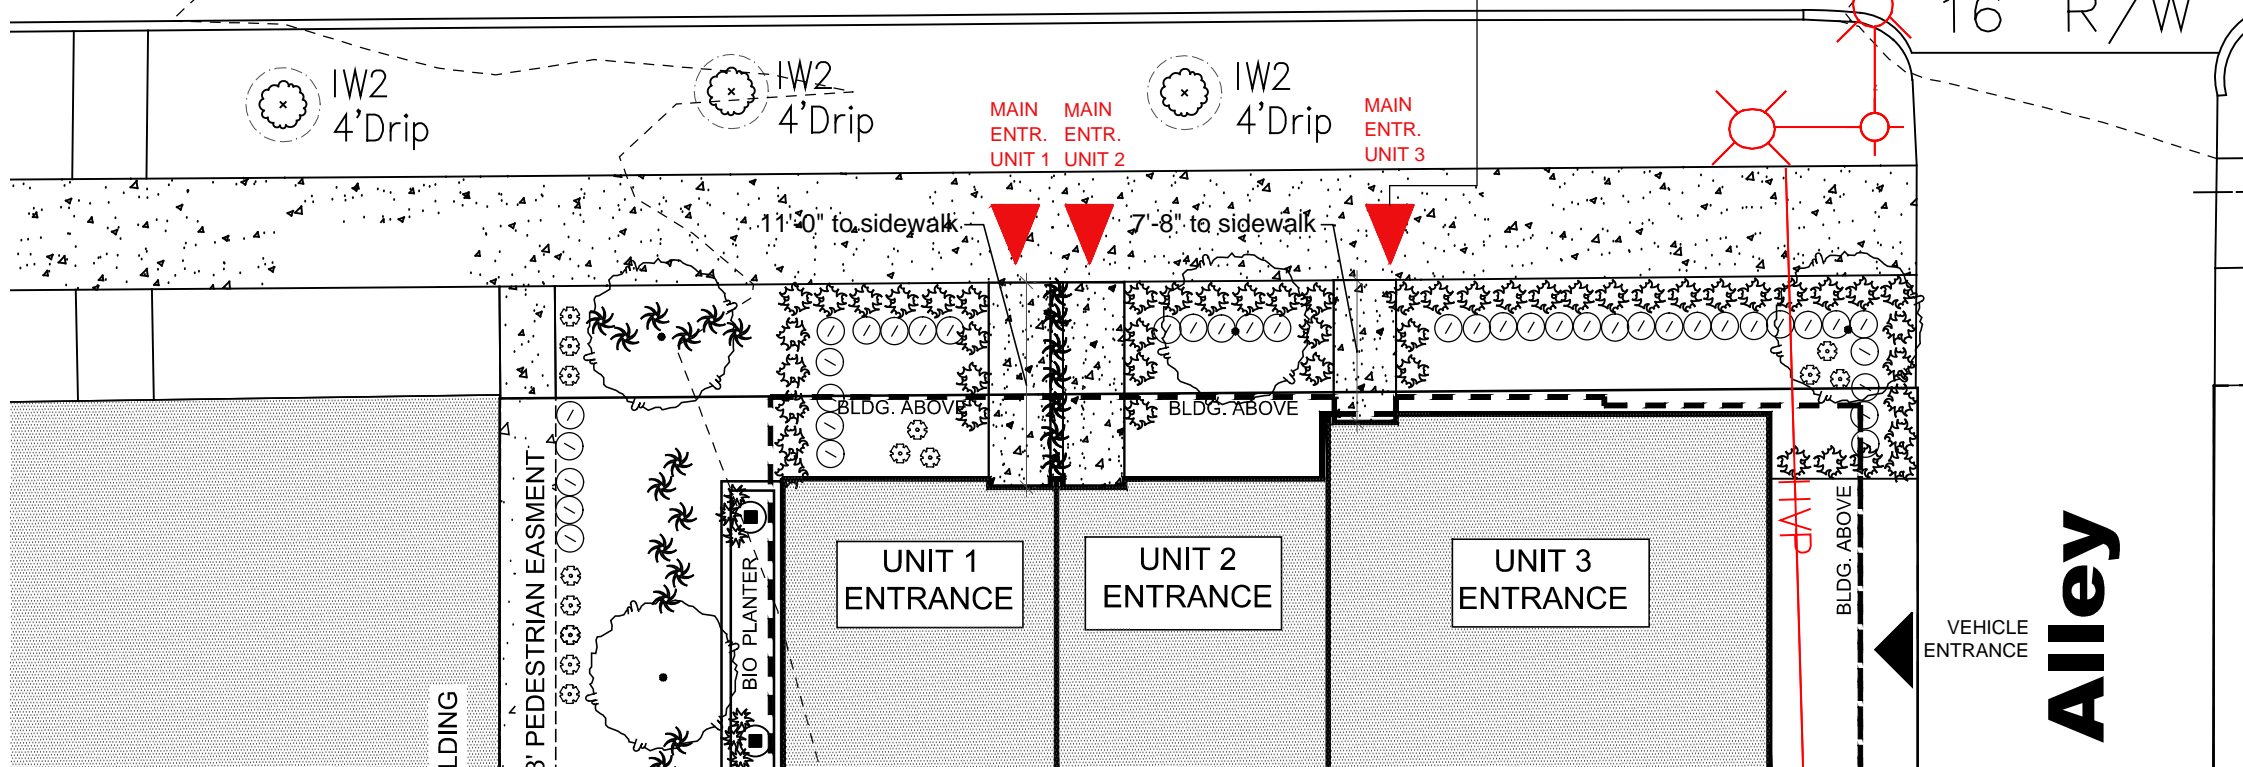 16' R/W
IW2
4'Drip
IW2
4'Drip
IW2
4'Drip
MAIN
ENTR.
UNIT 1
MAIN
ENTR.
UNIT 2
MAIN
ENTR.
UNIT 3
11'-0" to sidewalk
7'-8" to sidewalk
BLDG. ABOVE
BLDG. ABOVE
UNIT 1
ENTRANCE
UNIT 2
ENTRANCE
UNIT 3
ENTRANCE
BIO PLANTER
PEDESTRIAN EASMENT
LDING
BLDG. ABOVE
VEHICLE
ENTRANCE
Alley